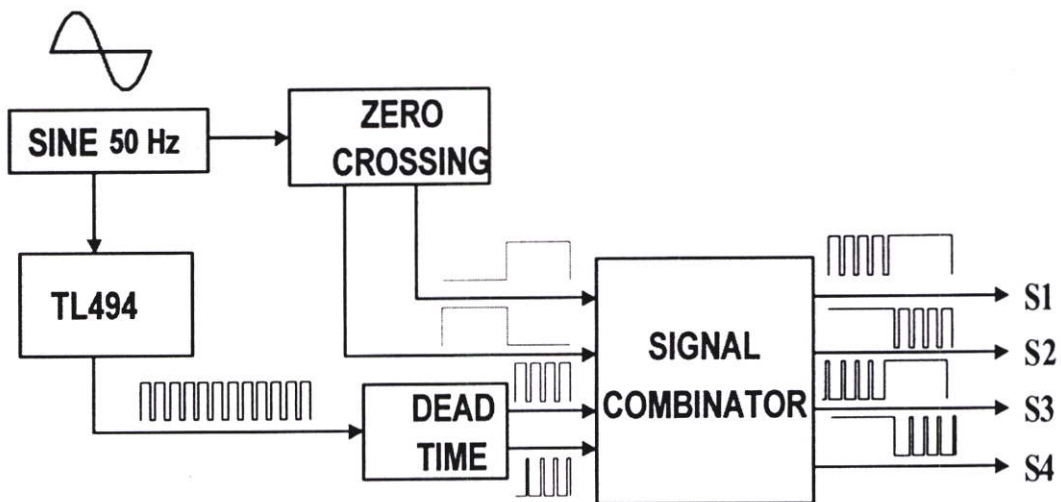 SINE 50 Hz
ZERO
CROSSING
TL494
DEAD
TIME
SIGNAL
COMBINATOR
S1
S2
S3
S4